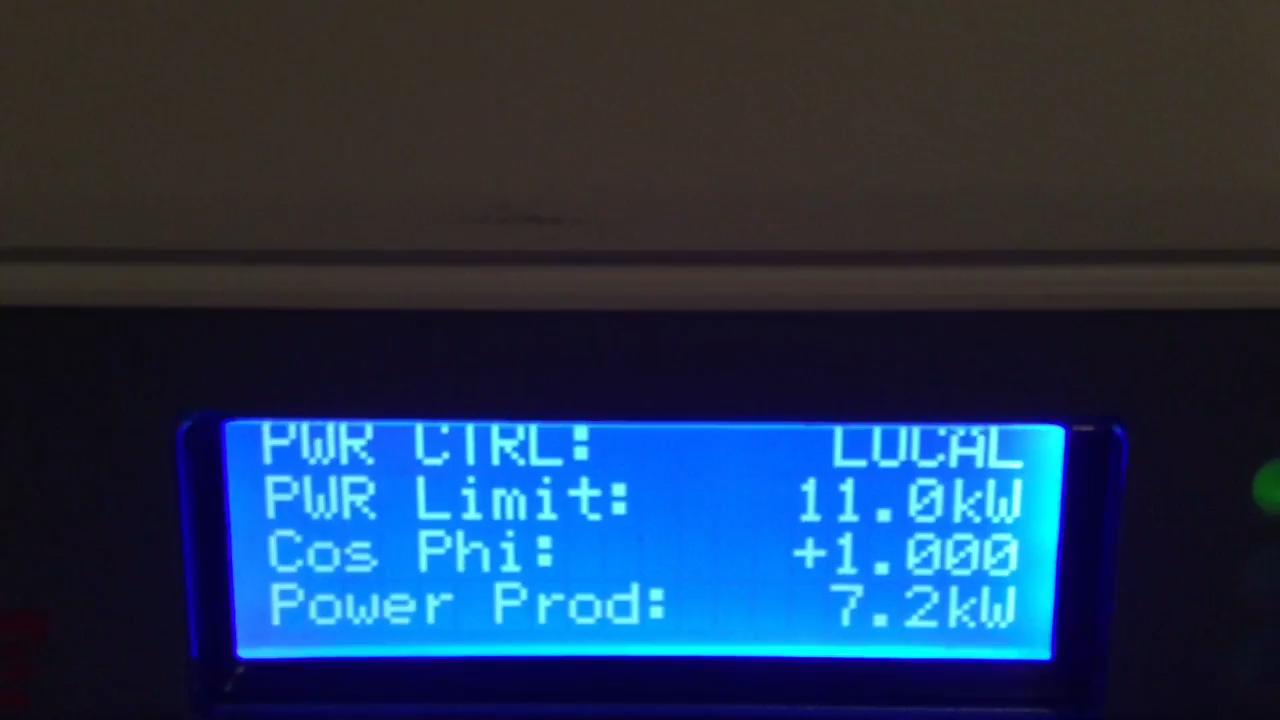 PWR CTRL: LOCAL
PWR Limit: 11.0kW
Cos Phi: +1.000
Power Prod: 7.2kW